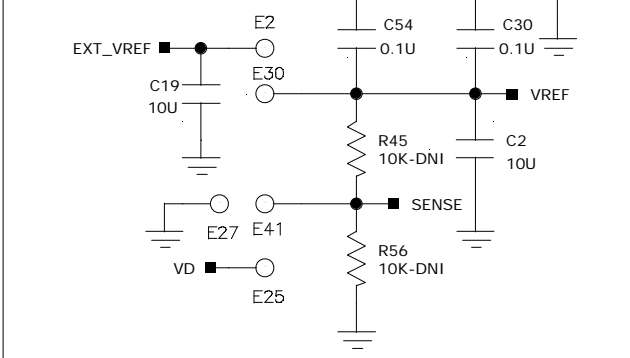 E2
C54
C30
EXT_VREF
0.1U
0.1U
E30
C19
10U
VREF
R45
10K-DNI
C2
10U
SENSE
E27
E41
R56
10K-DNI
VD
E25